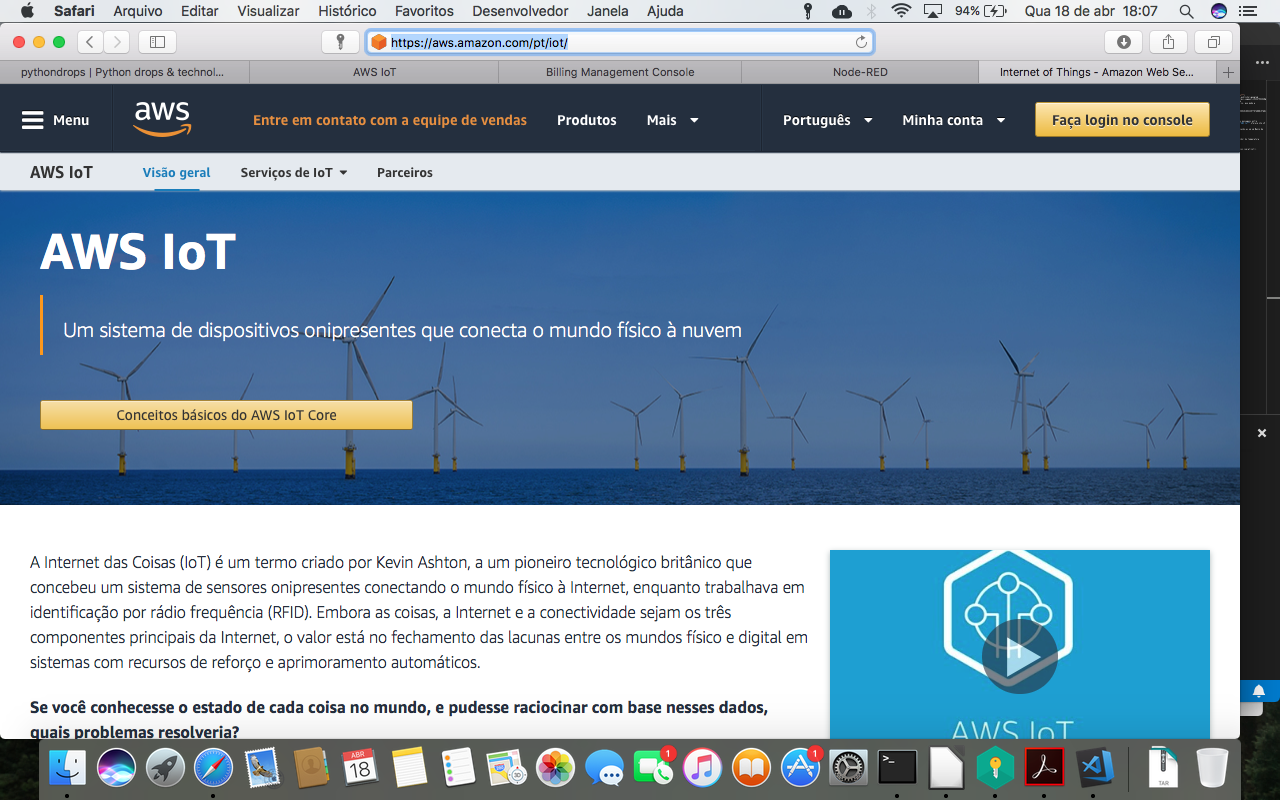 Safari Arquivo Editar Visualizar Histórico Favoritos Desenvolvedor Janela Ajuda 94% Qua 18 de abr 18:07
https://aws.amazon.com/pt/iot/
pythondrops | Python drops & technol... AWS IoT Billing Management Console Node-RED Internet of Things - Amazon Web Se...
Menu aws Entre em contato com a equipe de vendas Produtos Mais Português Minha conta Faça login no console
AWS IoT Visão geral Serviços de IoT Parceiros
AWS IoT
Um sistema de dispositivos onipresentes que conecta o mundo físico à nuvem
Conceitos básicos do AWS IoT Core
A Internet das Coisas (IoT) é um termo criado por Kevin Ashton, a um pioneiro tecnológico britânico que
concebeu um sistema de sensores onipresentes conectando o mundo físico à Internet, enquanto trabalhava em
identificação por rádio frequência (RFID). Embora as coisas, a Internet e a conectividade sejam os três
componentes principais da Internet, o valor está no fechamento das lacunas entre os mundos físico e digital em
sistemas com recursos de reforço e aprimoramento automáticos.
Se você conhecesse o estado de cada coisa no mundo, e pudesse raciocinar com base nesses dados,
quais problemas resolveria?
AWS IoT
ABR
18
30
1
1
TAR